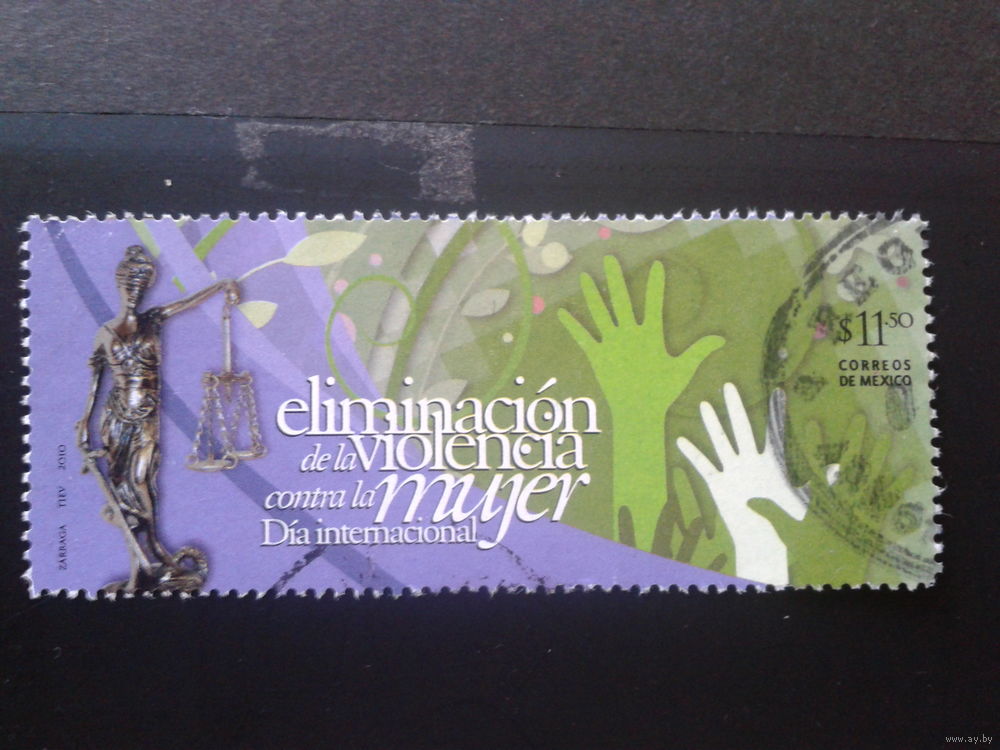 $11.50
CORREOS
DE MEXICO
eliminación
de la violencia
contra la mujer
Día internacional
ZARRAGA TIEV 2010
www.ay.by